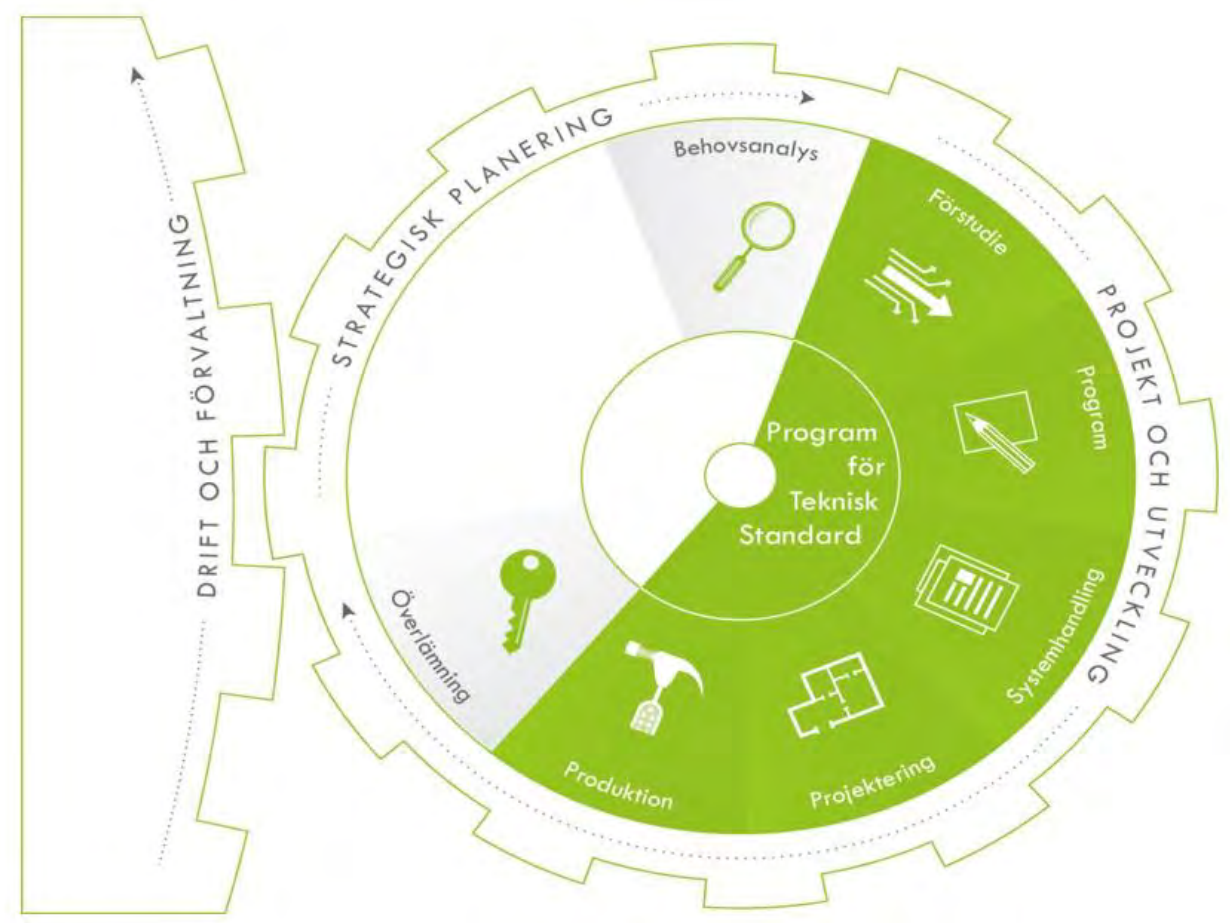 DRIFT OCH FÖRVALTNING
STRATEGISK PLANERING
PROJEKT OCH UTVECKLING
Behovsanalys
Förstudie
Program
Systemhandling
Projektering
Produktion
Överlämning
Program
för
Teknisk
Standard